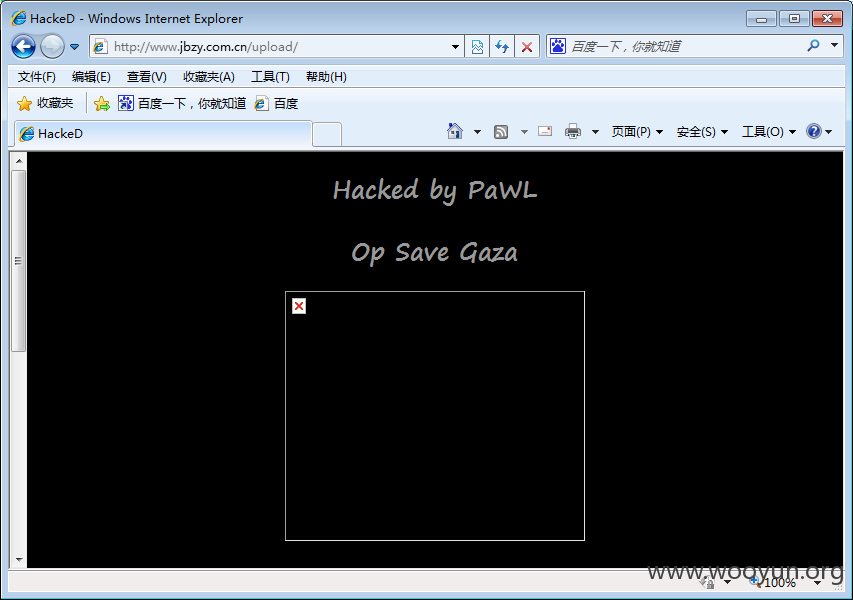 HackeD - Windows Internet Explorer
http://www.jbzy.com.cn/upload/
百度一下，你就知道
文件(F) 编辑(E) 查看(V) 收藏夹(A) 工具(T) 帮助(H)
收藏夹 百度一下，你就知道 百度
HackeD 页面(P) 安全(S) 工具(O)
Hacked by PaWL
Op Save Gaza
www.wooyun.org
100%